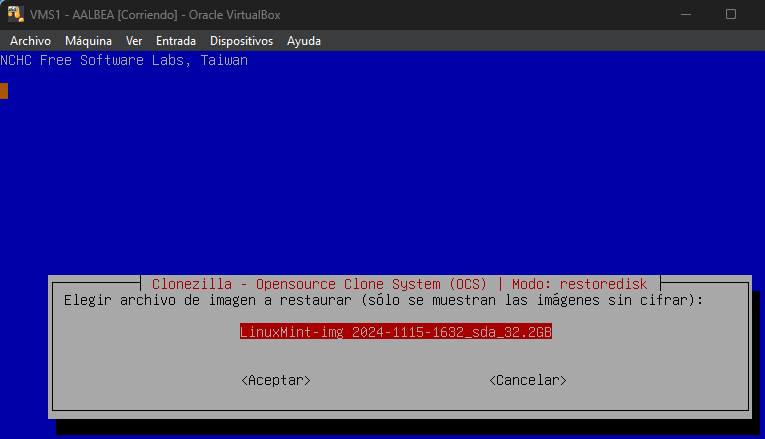 VMS1 - AALBEA [Corriendo] - Oracle VirtualBox
Archivo Máquina Ver Entrada Dispositivos Ayuda
NCHC Free Software Labs, Taiwan
Clonezilla - Opensource Clone System (OCS) | Modo: restoredisk
Elegir archivo de imagen a restaurar (sólo se muestran las imágenes sin cifrar):
LinuxMint-img 2024-1115-1632_sda_32.2GB
<Aceptar> <Cancelar>